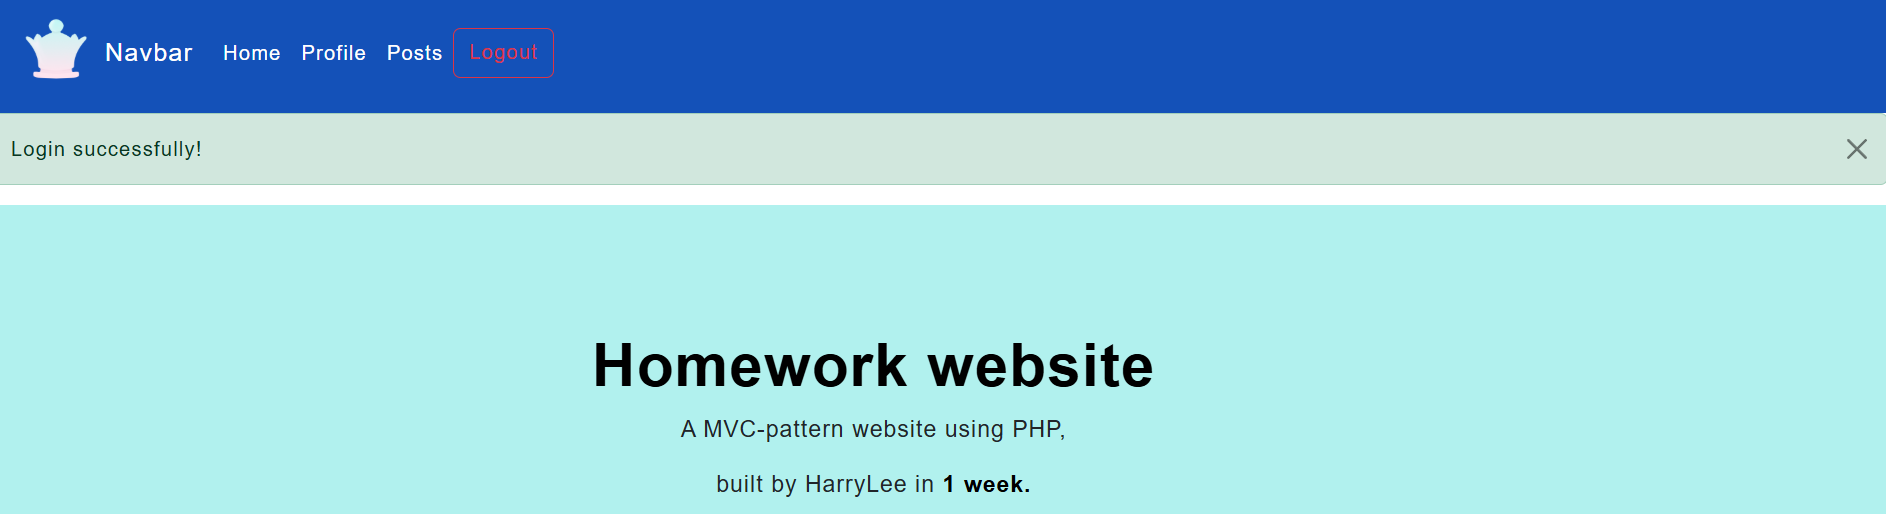 Navbar Home Profile Posts Logout
Login successfully!
Homework website
A MVC-pattern website using PHP,
built by HarryLee in 1 week.